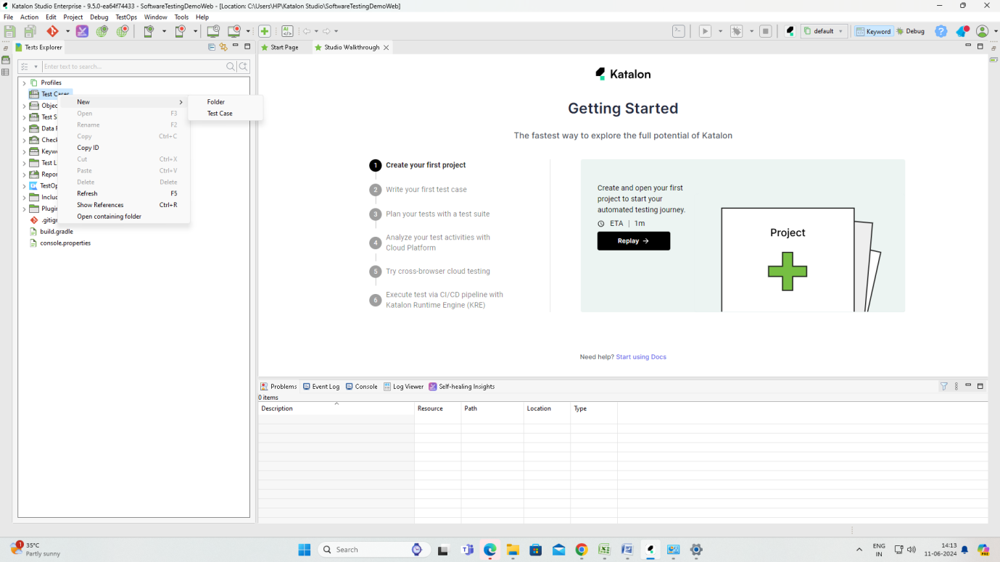 Katalon Studio Enterprise - 9.5.0-ea64f74433 - SoftwareTestingDemoWeb - [Location: C:\Users\HP\Katalon Studio\SoftwareTestingDemoWeb]
File Action Edit Project Debug TestOps Window Tools Help
default Keyword Debug
Tests Explorer
Start Page Studio Walkthrough
Enter text to search...
Profiles
Test Cases
Objec
Test S
Data F
Check
Keywo
Test L
Repor
TestOp
Includ
Plugin
.gitign
build.gradle
console.properties
New
Open F3
Rename F2
Copy Ctrl+C
Copy ID
Cut Ctrl+X
Paste Ctrl+V
Delete Delete
Refresh F5
Show References Ctrl+R
Open containing folder
Folder
Test Case
Katalon
Getting Started
The fastest way to explore the full potential of Katalon
1 Create your first project
2 Write your first test case
3 Plan your tests with a test suite
4 Analyze your test activities with
Cloud Platform
5 Try cross-browser cloud testing
6 Execute test via CI/CD pipeline with
Katalon Runtime Engine (KRE)
Create and open your first
project to start your
automated testing journey.
ETA | 1m
Replay →
Project
Need help? Start using Docs
Problems Event Log Console Log Viewer Self-healing Insights
0 items
Description Resource Path Location Type
1
35°C
Partly sunny
Search
ENG
IN
14:13
11-06-2024